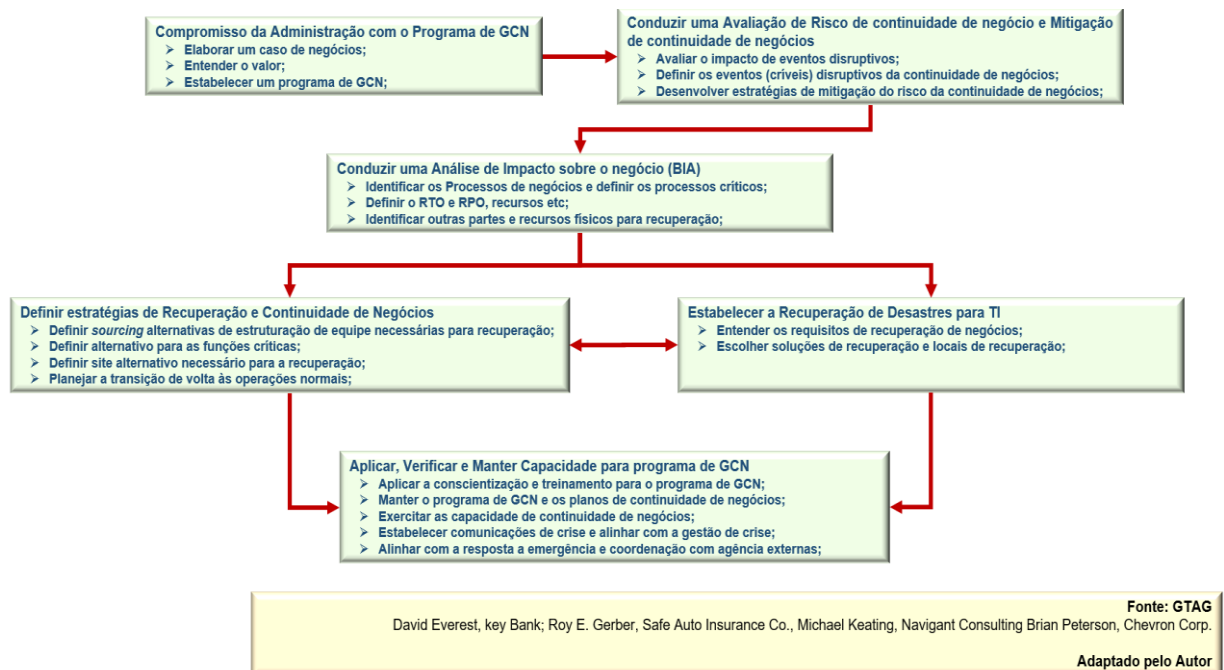 Compromisso da Administração com o Programa de GCN
➢ Elaborar um caso de negócios;
➢ Entender o valor;
➢ Estabelecer um programa de GCN;
Conduzir uma Avaliação de Risco de continuidade de negócio e Mitigação
de continuidade de negócios
➢ Avaliar o impacto de eventos disruptivos;
➢ Definir os eventos (críveis) disruptivos da continuidade de negócios;
➢ Desenvolver estratégias de mitigação do risco da continuidade de negócios;
Conduzir uma Análise de Impacto sobre o negócio (BIA)
➢ Identificar os Processos de negócios e definir os processos críticos;
➢ Definir o RTO e RPO, recursos etc;
➢ Identificar outras partes e recursos físicos para recuperação;
Definir estratégias de Recuperação e Continuidade de Negócios
➢ Definir sourcing alternativas de estruturação de equipe necessárias para recuperação;
➢ Definir alternativo para as funções críticas;
➢ Definir site alternativo necessário para a recuperação;
➢ Planejar a transição de volta às operações normais;
Estabelecer a Recuperação de Desastres para TI
➢ Entender os requisitos de recuperação de negócios;
➢ Escolher soluções de recuperação e locais de recuperação;
Aplicar, Verificar e Manter Capacidade para programa de GCN
➢ Aplicar a conscientização e treinamento para o programa de GCN;
➢ Manter o programa de GCN e os planos de continuidade de negócios;
➢ Exercitar as capacidade de continuidade de negócios;
➢ Estabelecer comunicações de crise e alinhar com a gestão de crise;
➢ Alinhar com a resposta a emergência e coordenação com agência externas;
Fonte: GTAG
David Everest, key Bank; Roy E. Gerber, Safe Auto Insurance Co., Michael Keating, Navigant Consulting Brian Peterson, Chevron Corp.
Adaptado pelo Autor